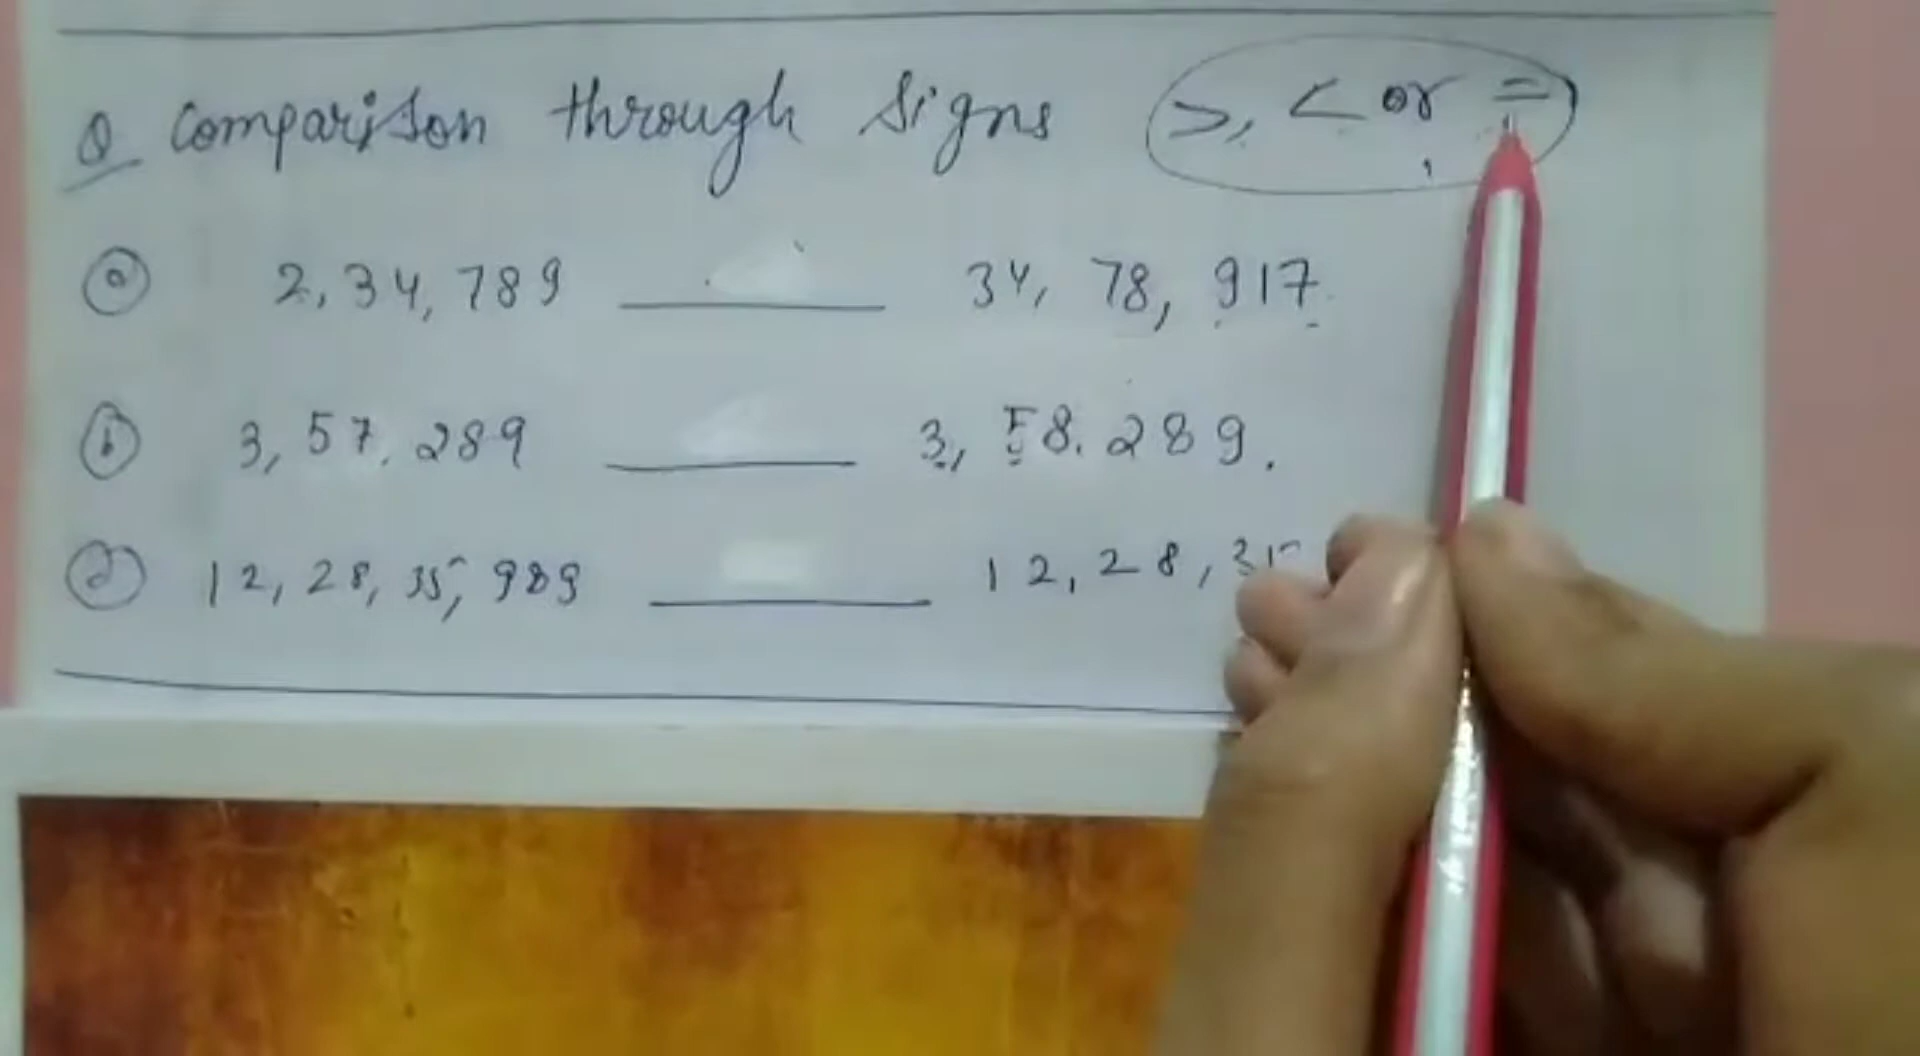 Q Comparison through Signs >, < or =
(a) 2,34,789 ______ 34, 78, 917.
(b) 3, 57, 289 ______ 3, 58. 289.
(d) 12, 28, 35, 989 ______ 12, 28, 35